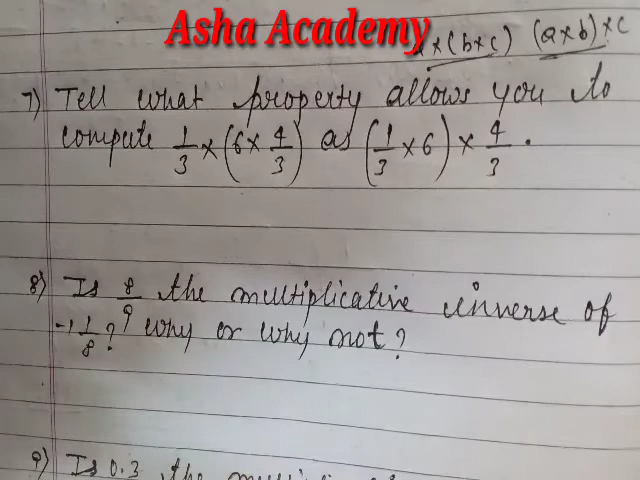 Asha Academy
×(b×c) (a×b)×c
7) Tell what property allows you to
compute 1/3 × (6 × 4/3) as (1/3 × 6) × 4/3.
8) Is 8/9 the multiplicative inverse of
-1 1/8? Why or why not?
9) Is 0.3 the